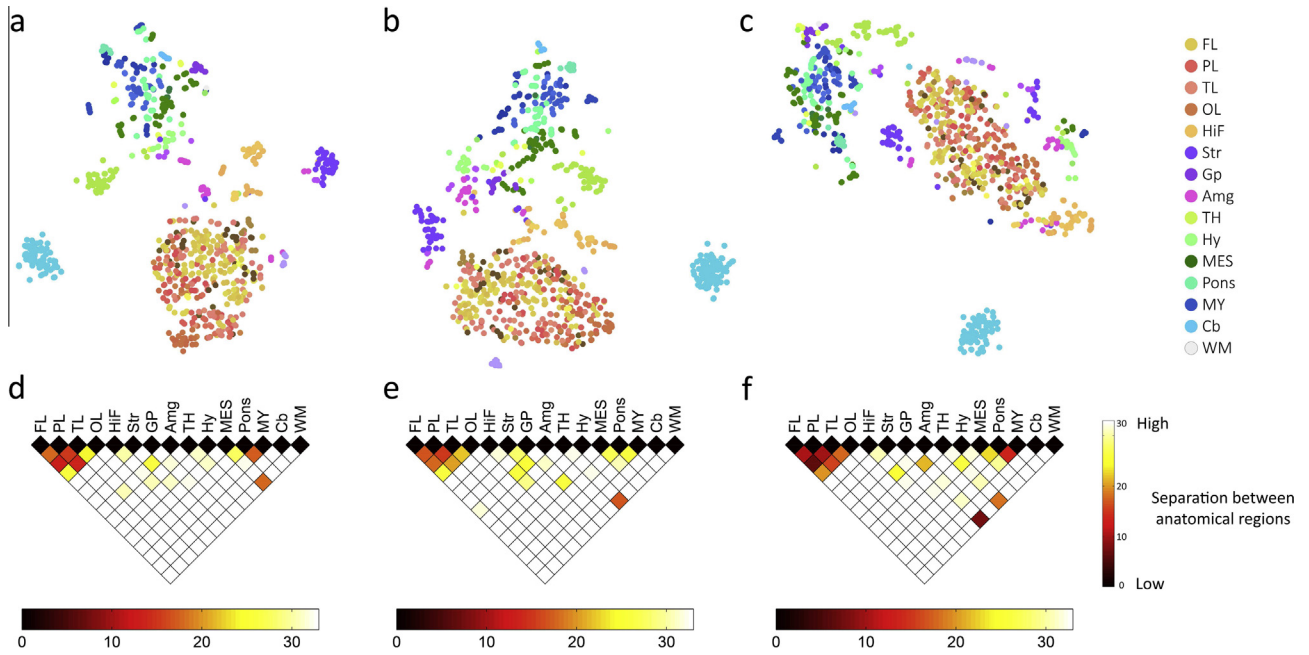 a
b
c
FL
PL
TL
OL
HiF
Str
Gp
Amg
TH
Hy
MES
Pons
MY
Cb
WM
d
FL
PL
TL
OL
HiF
Str
GP
Amg
TH
Hy
MES
Pons
MY
Cb
WM
0 10 20 30
e
FL
PL
TL
OL
HiF
Str
GP
Amg
TH
Hy
MES
Pons
MY
Cb
WM
0 10 20 30
f
FL
PL
TL
OL
HiF
Str
GP
Amg
TH
Hy
MES
Pons
MY
Cb
WM
0 10 20 30
30 High
20
Separation between
anatomical regions
10
0 Low